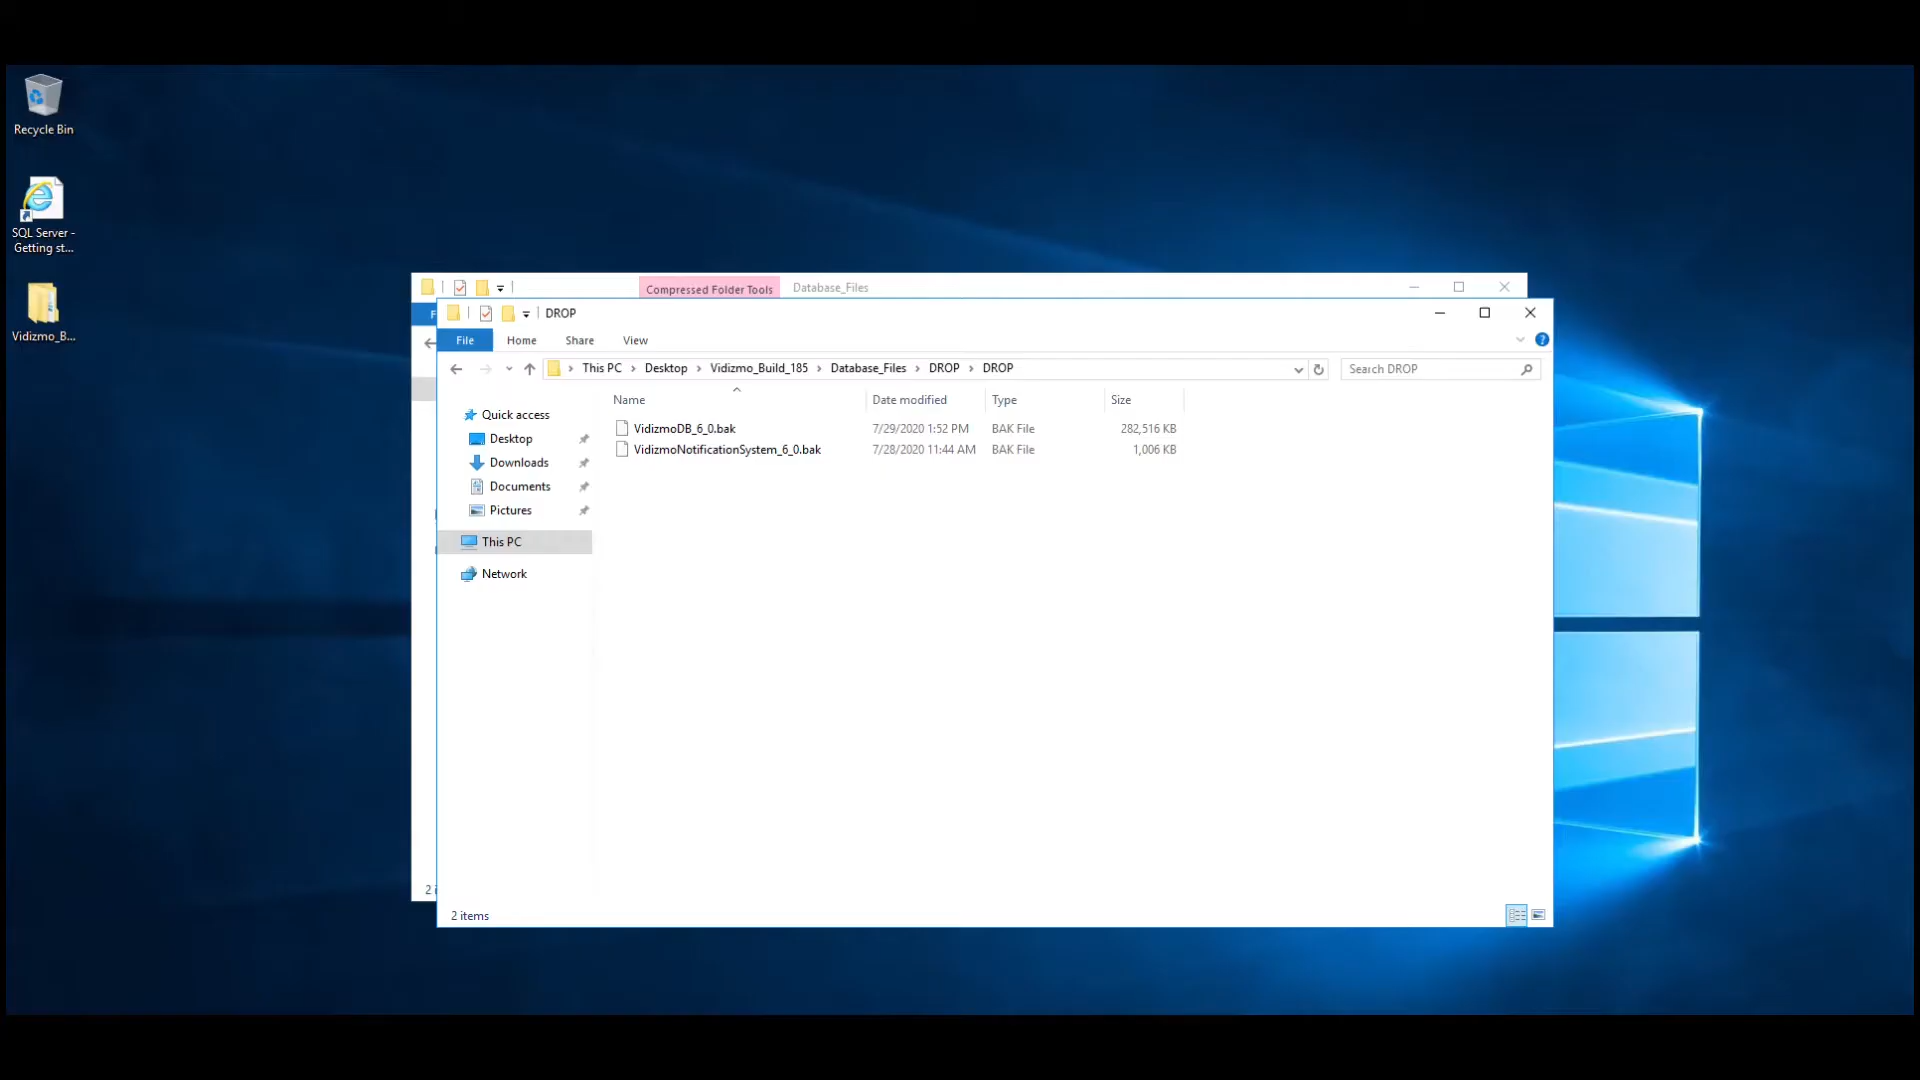 Recycle Bin
SQL Server -
Getting st...
Vidizmo_B...
Compressed Folder Tools
Database_Files
DROP
File
Home
Share
View
This PC
Desktop
Vidizmo_Build_185
Database_Files
DROP
DROP
Search DROP
Name
Date modified
Type
Size
VidizmoDB_6_0.bak
7/29/2020 1:52 PM
BAK File
282,516 KB
VidizmoNotificationSystem_6_0.bak
7/28/2020 11:44 AM
BAK File
1,006 KB
Quick access
Desktop
Downloads
Documents
Pictures
This PC
Network
2 items